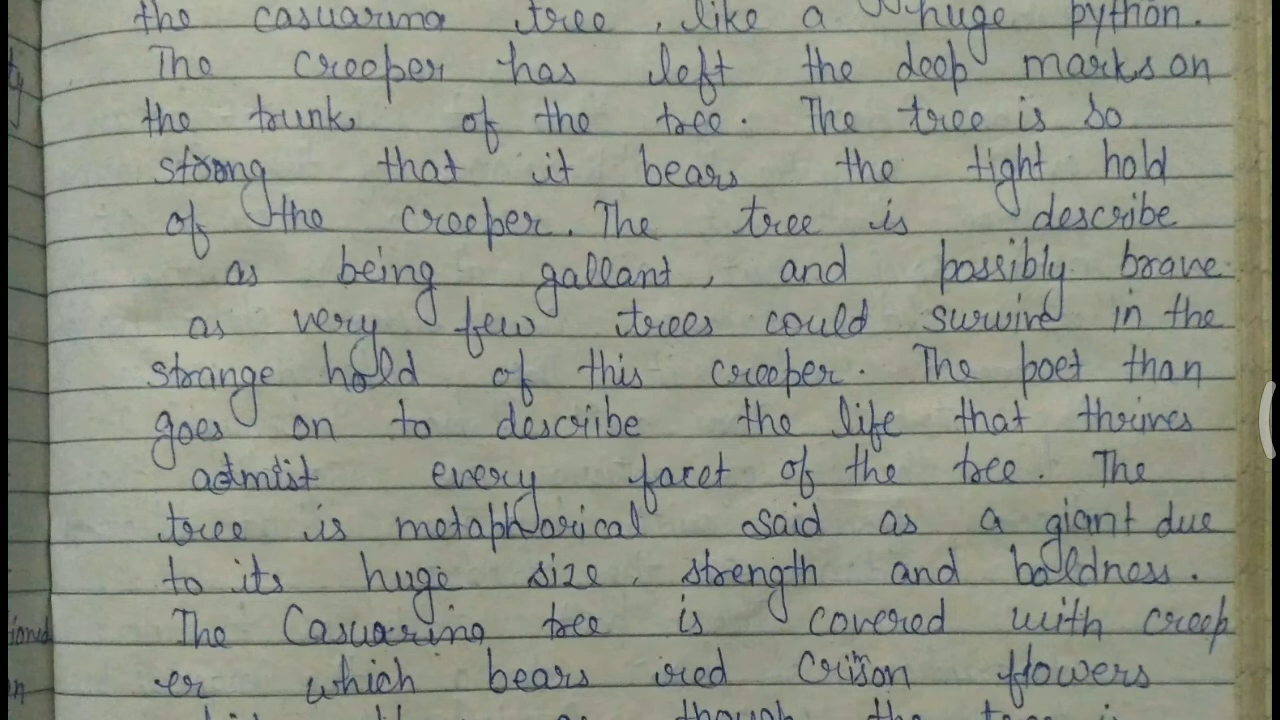 the casuarina tree, like a huge python.
The creeper has left the deep marks on
the trunk of the tree. The tree is so
strong that it bears the tight hold
of the creeper. The tree is describe
as being gallant, and possibly brave
as very few trees could survive in the
strange hold of this creeper. The poet than
goes on to describe the life that thrives
admist every facet of the tree. The
tree is metaphorical said as a giant due
to its huge size, strength and boldness.
The Casuarina tree is covered with creep
er which bears red Crison flowers
though the tree is